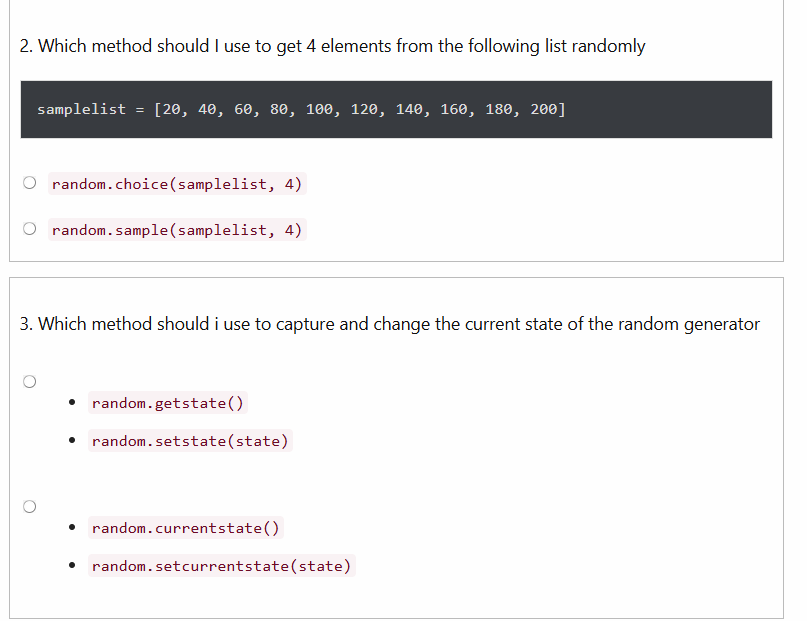 2. Which method should I use to get 4 elements from the following list randomly
samplelist = [20, 40, 60, 80, 100, 120, 140, 160, 180, 200]
random.choice(samplelist, 4)
random.sample(samplelist, 4)
3. Which method should i use to capture and change the current state of the random generator
random.getstate()
random.setstate(state)
random.currentstate()
random.setcurrentstate(state)